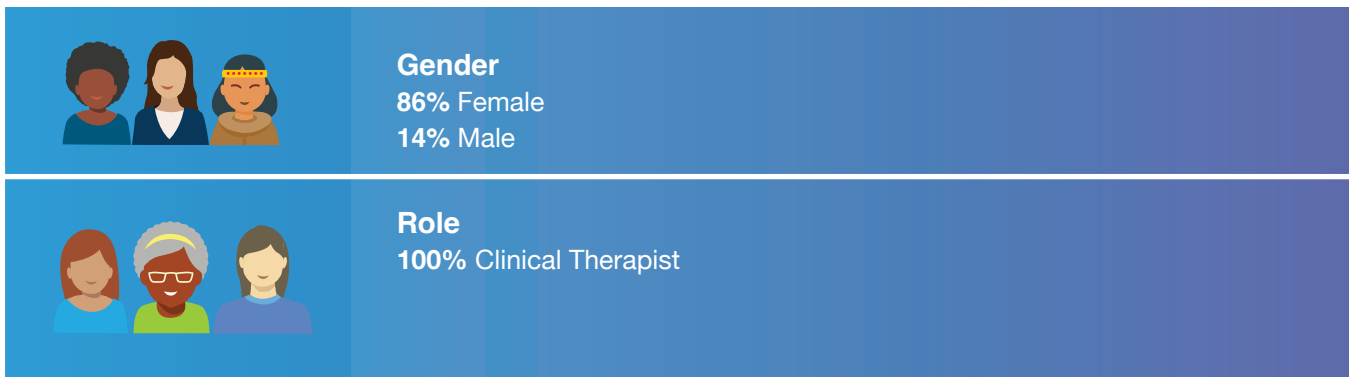 Gender
86% Female
14% Male
Role
100% Clinical Therapist